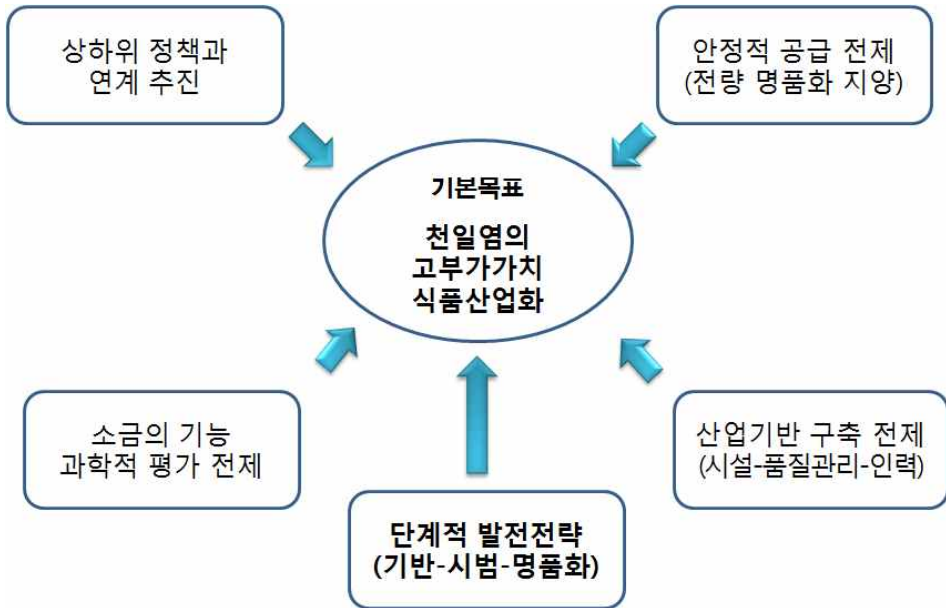 상하위 정책과
연계 추진
안정적 공급 전제
(전량 명품화 지양)
기본목표
천일염의
고부가가치
식품산업화
소금의 기능
과학적 평가 전제
산업기반 구축 전제
(시설-품질관리-인력)
단계적 발전전략
(기반-시범-명품화)